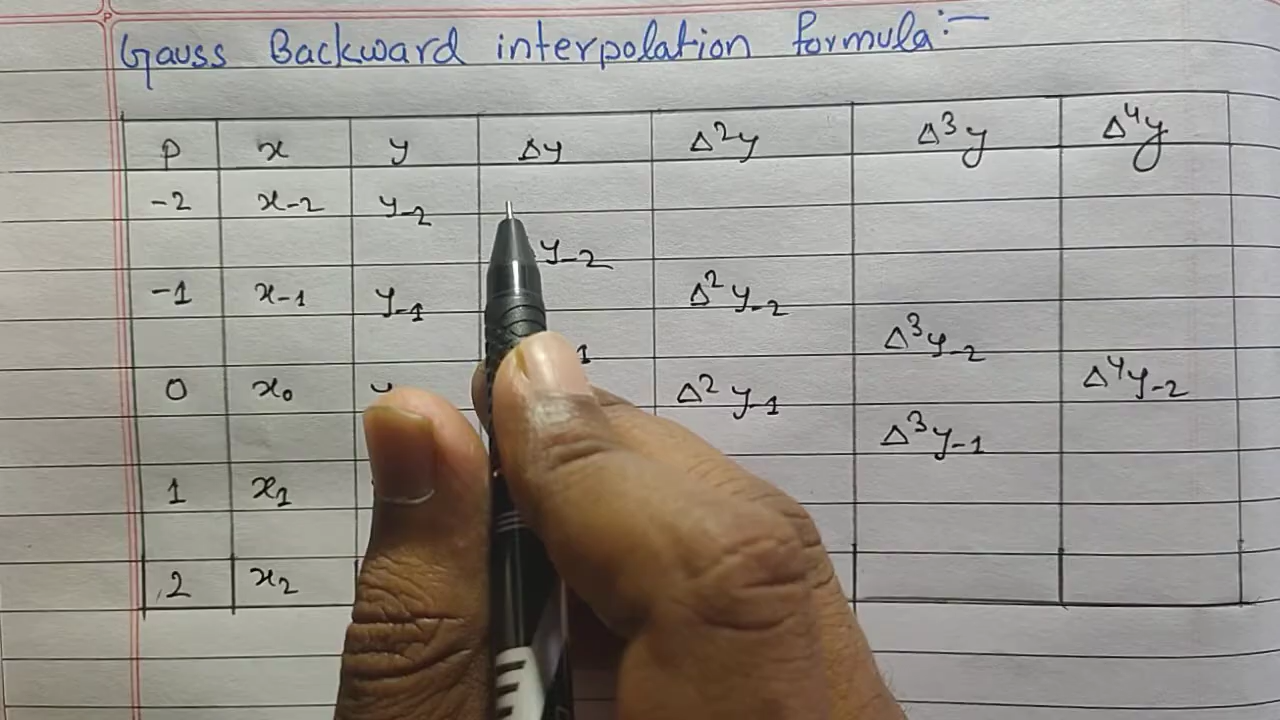 Gauss Backward interpolation formula:-
p x y Δy Δ²y Δ³y Δ⁴y
-2 x-2 y-2
y-2
-1 x-1 y-1 Δ²y-2
1 Δ³y-2
0 x₀ Δ²y-1 Δ⁴y-2
Δ³y-1
1 x₁
2 x₂